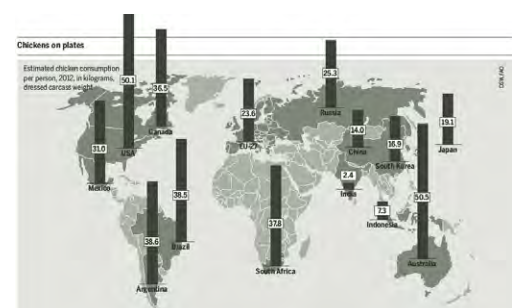 Chickens on plates
Estimated chicken consumption
per person, 2012, in kilograms,
dressed carcass weight
50.1
USA
36.5
Canada
31.0
Mexico
38.6
Argentina
38.5
Brazil
23.6
EU-27
37.8
South Africa
25.3
Russia
14.0
China
16.9
South Korea
19.1
Japan
2.4
India
7.3
Indonesia
50.5
Australia